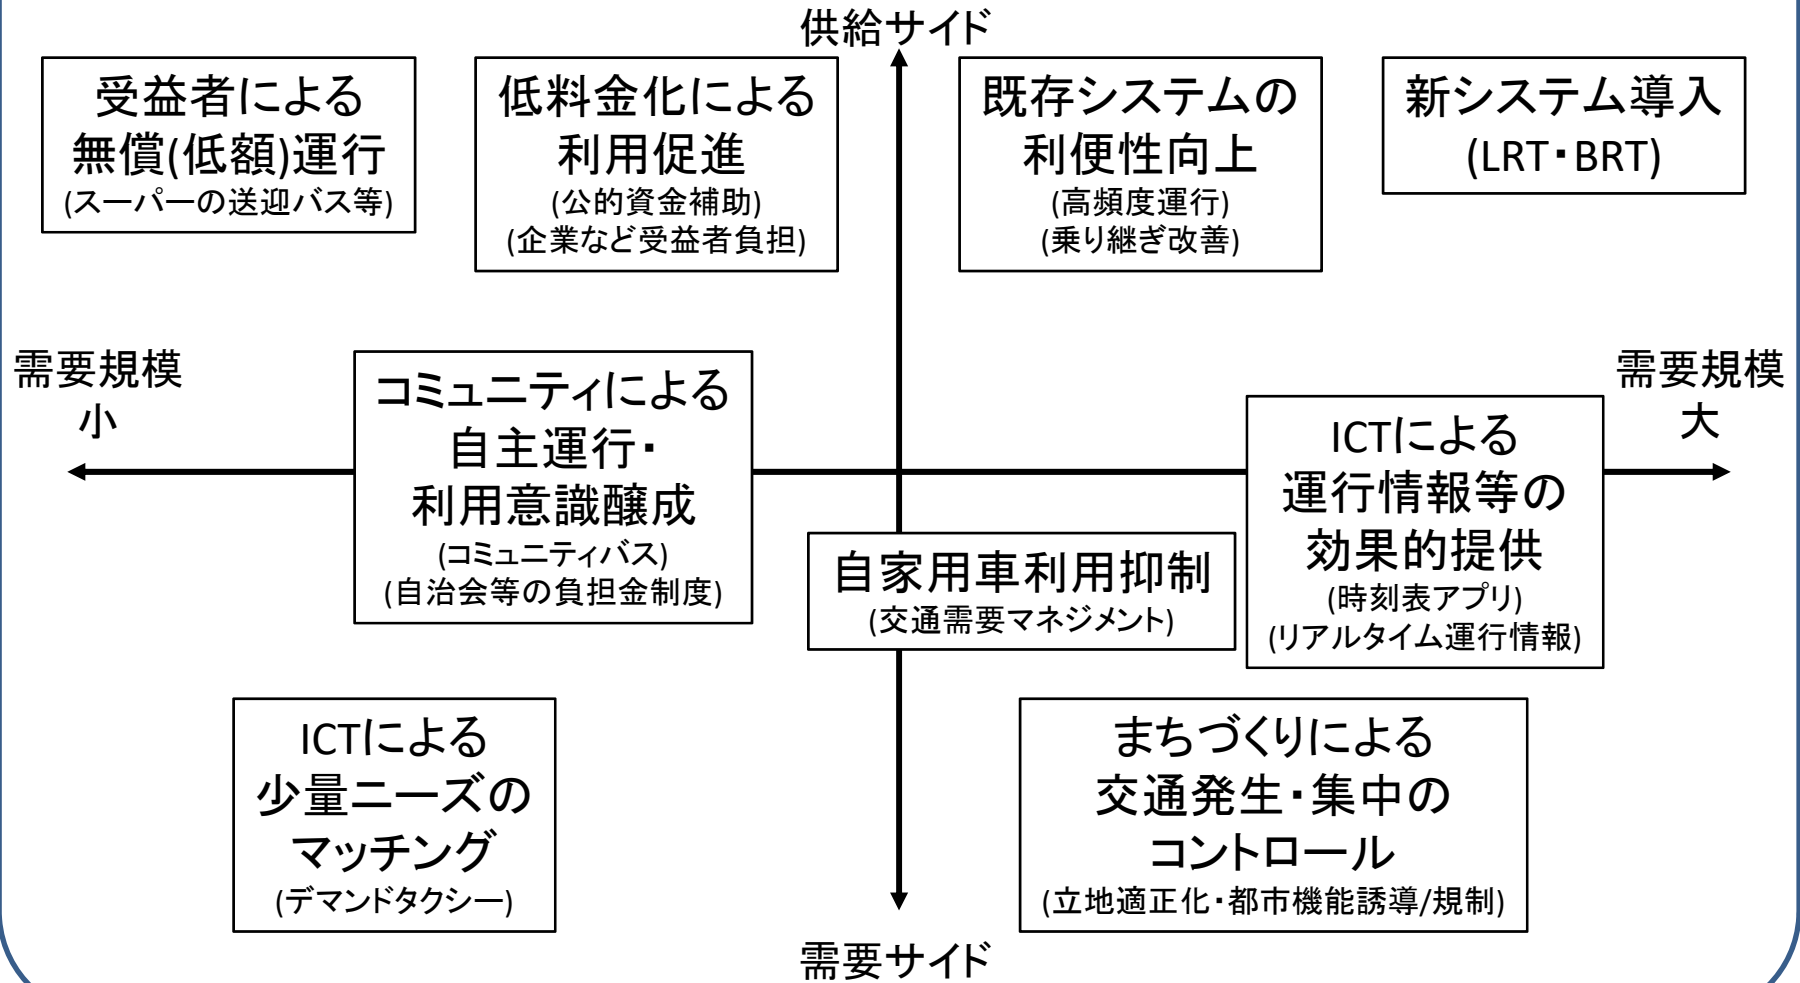 供給サイド
受益者による
無償(低額)運行
(スーパーの送迎バス等)
低料金化による
利用促進
(公的資金補助)
(企業など受益者負担)
既存システムの
利便性向上
(高頻度運行)
(乗り継ぎ改善)
新システム導入
(LRT・BRT)
需要規模
小
コミュニティによる
自主運行・
利用意識醸成
(コミュニティバス)
(自治会等の負担金制度)
自家用車利用抑制
(交通需要マネジメント)
ICTによる
運行情報等の
効果的提供
(時刻表アプリ)
(リアルタイム運行情報)
需要規模
大
ICTによる
少量ニーズの
マッチング
(デマンドタクシー)
まちづくりによる
交通発生・集中の
コントロール
(立地適正化・都市機能誘導/規制)
需要サイド